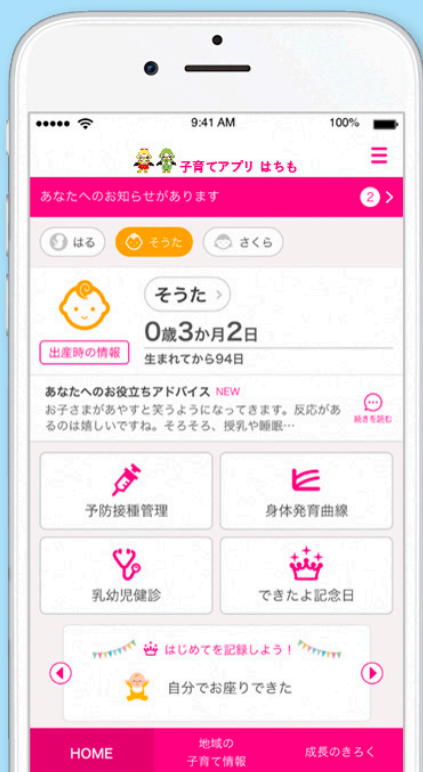 9:41 AM
100%
子育てアプリ はちも
あなたへのお知らせがあります
2
はる
そうた
さくら
そうた
0歳3か月2日
出産時の情報
生まれてから94日
あなたへのお役立ちアドバイス NEW
お子さまがあやすと笑うようになってきます。反応があ
るのは嬉しいですね。そろそろ、授乳や睡眠…
続きを読む
予防接種管理
身体発育曲線
乳幼児健診
できたよ記念日
はじめてを記録しよう!
自分でお座りできた
HOME
地域の
子育て情報
成長のきろく